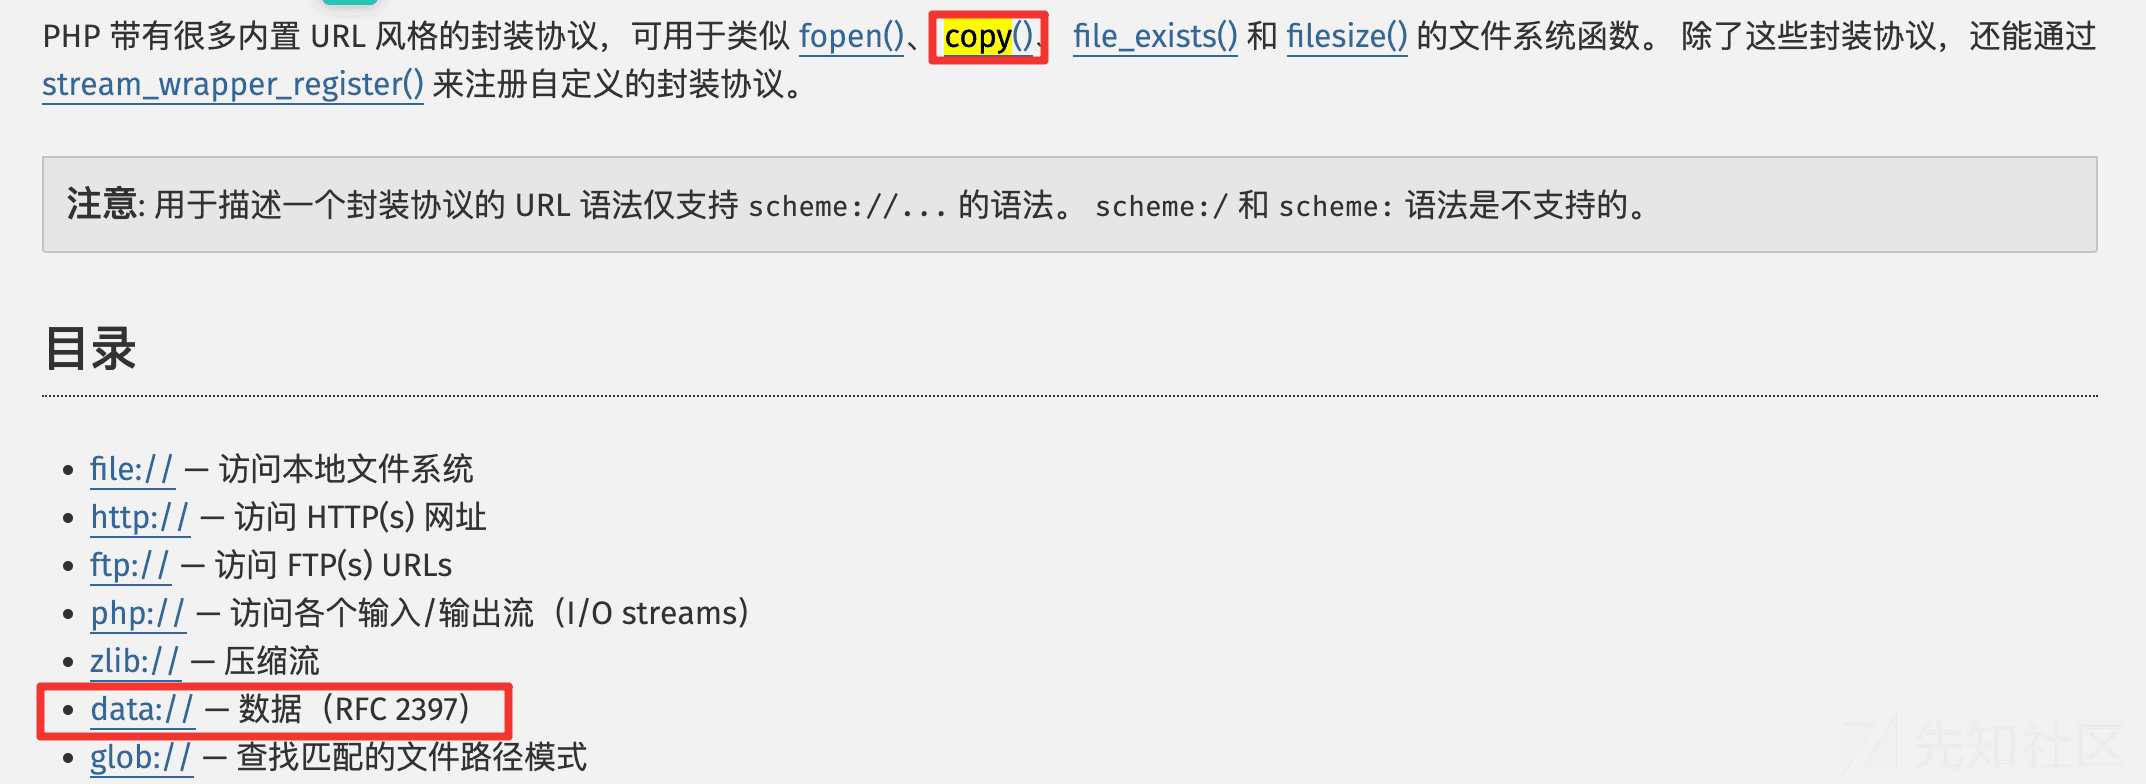 PHP 带有很多内置 URL 风格的封装协议，可用于类似 fopen()、 copy()、 file_exists() 和 filesize() 的文件系统函数。 除了这些封装协议，还能通过
stream_wrapper_register() 来注册自定义的封装协议。
注意: 用于描述一个封装协议的 URL 语法仅支持 scheme://... 的语法。 scheme:/ 和 scheme: 语法是不支持的。
目录
• file:// — 访问本地文件系统
• http:// — 访问 HTTP(s) 网址
• ftp:// — 访问 FTP(s) URLs
• php:// — 访问各个输入/输出流（I/O streams）
• zlib:// — 压缩流
• data:// — 数据（RFC 2397）
• glob:// — 查找匹配的文件路径模式
先知社区